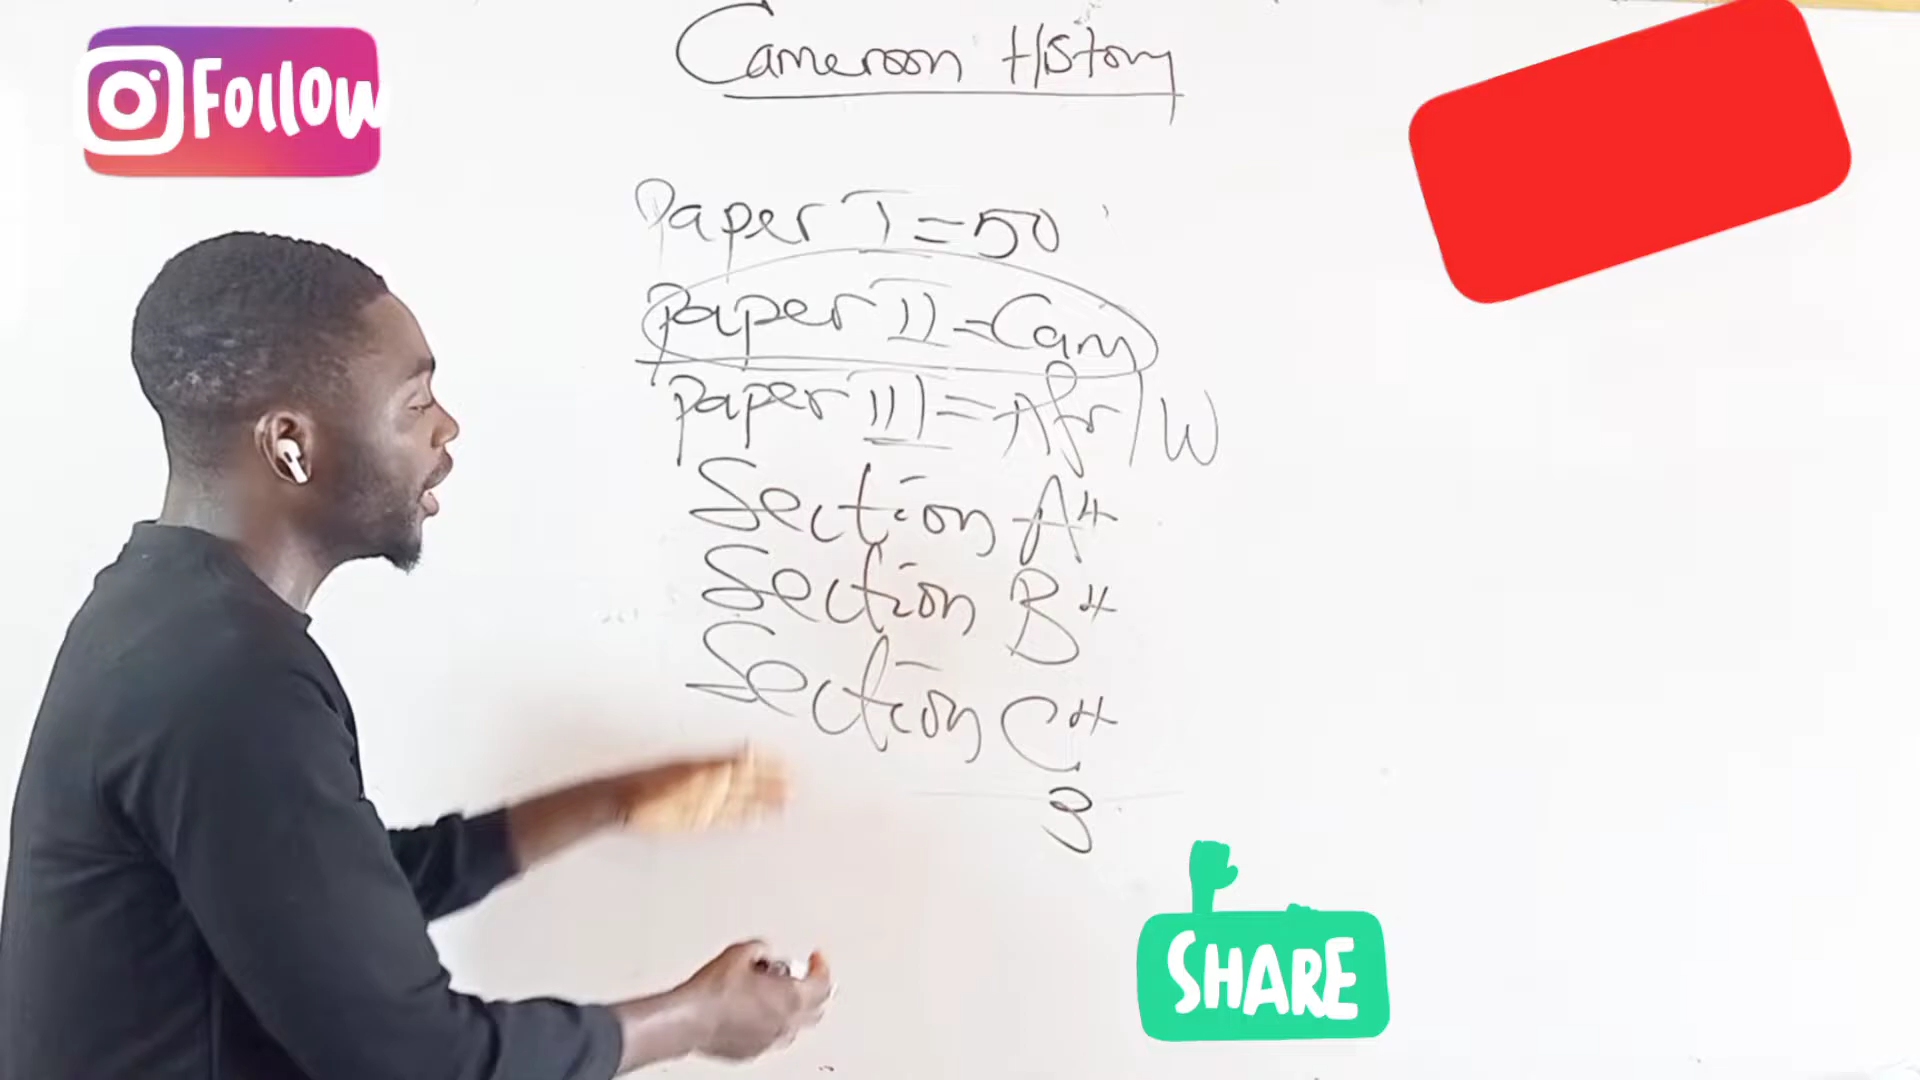 Follow
Cameroon History
Paper I = 50
Paper II = Cam
Paper III = Afr/W
Section A 4
Section B 4
Section C 4
3
SHARE